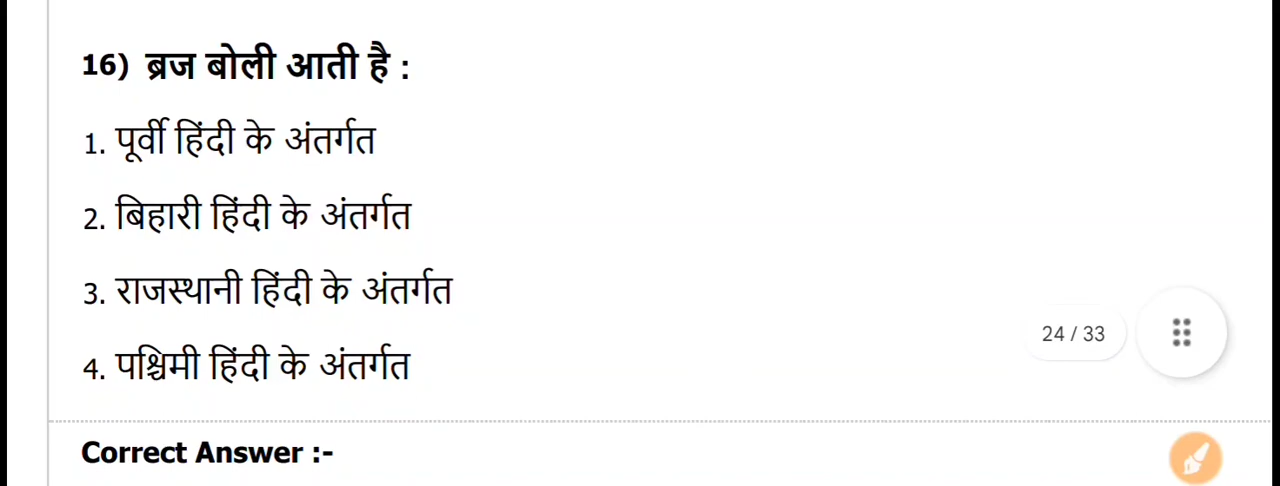 16) ब्रज बोली आती है :
1. पूर्वी हिंदी के अंतर्गत
2. बिहारी हिंदी के अंतर्गत
3. राजस्थानी हिंदी के अंतर्गत
24 / 33
4. पश्चिमी हिंदी के अंतर्गत
Correct Answer :-